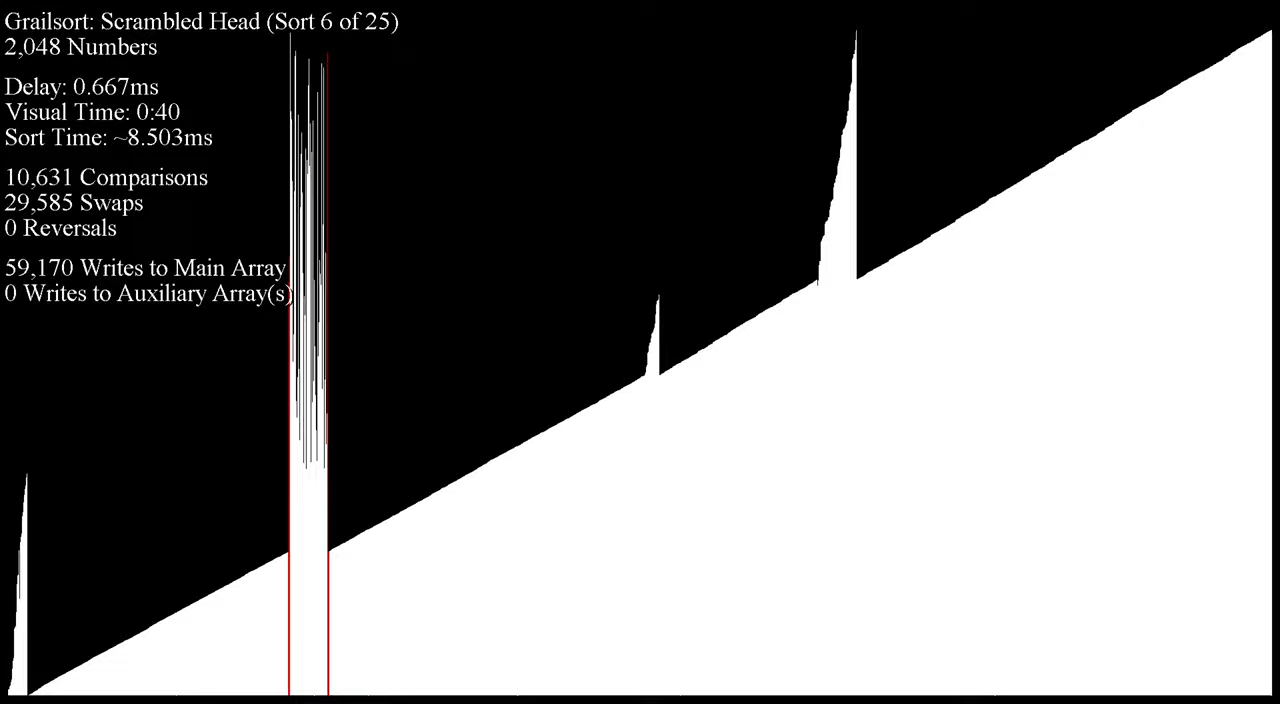 Grailsort: Scrambled Head (Sort 6 of 25)
2,048 Numbers
Delay: 0.667ms
Visual Time: 0:40
Sort Time: ~8.503ms
10,631 Comparisons
29,585 Swaps
0 Reversals
59,170 Writes to Main Array
0 Writes to Auxiliary Array(s)